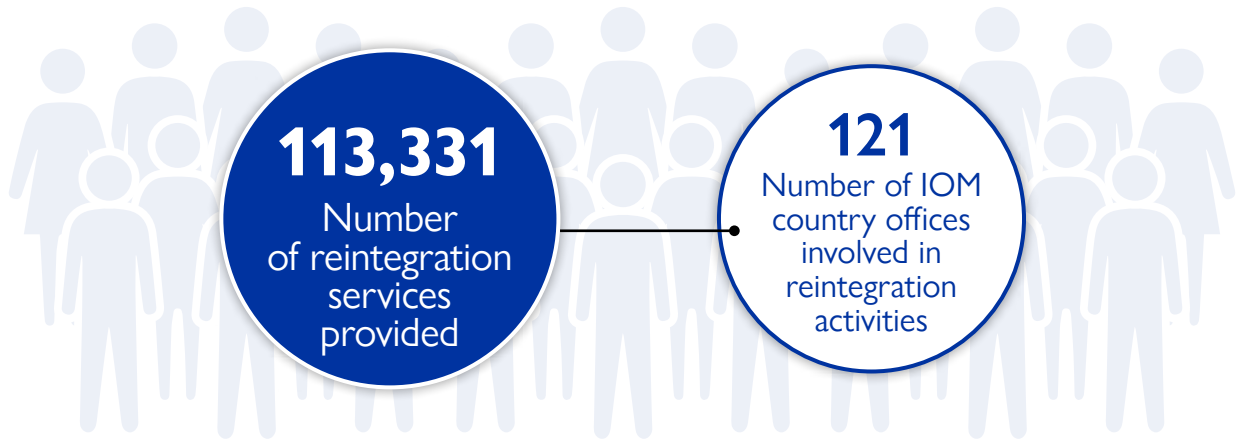 113,331
Number
of reintegration
services
provided
121
Number of IOM
country offices
involved in
reintegration
activities